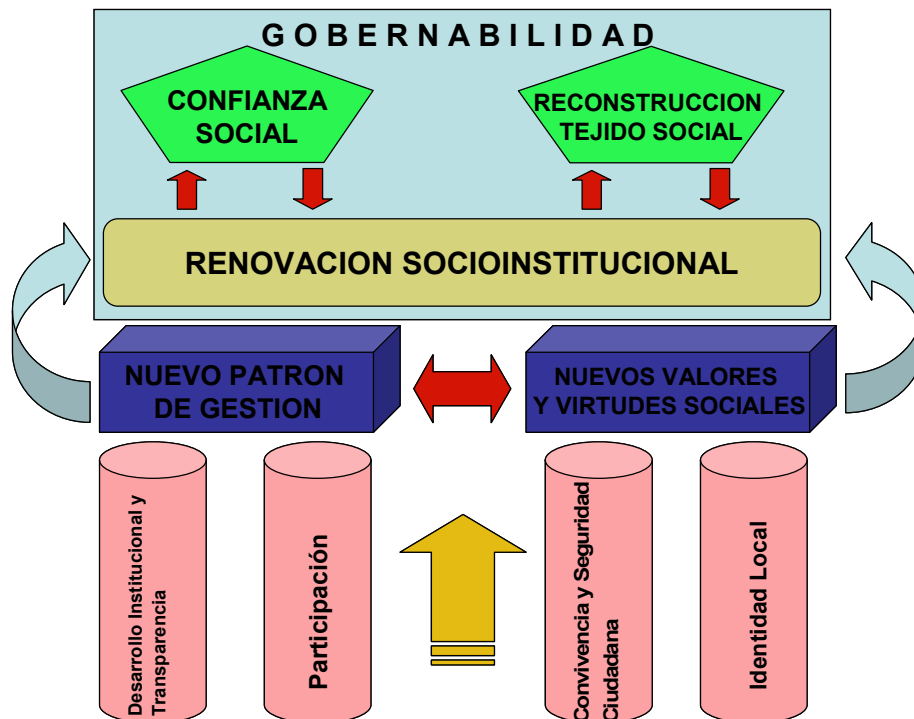 G O B E R N A B I L I D A D
CONFIANZA
SOCIAL
RECONSTRUCCION
TEJIDO SOCIAL
RENOVACION SOCIOINSTITUCIONAL
NUEVO PATRON
DE GESTION
NUEVOS VALORES
Y VIRTUDES SOCIALES
Desarrollo Institucional y
Transparencia
Participación
Convivencia y Seguridad
Ciudadana
Identidad Local